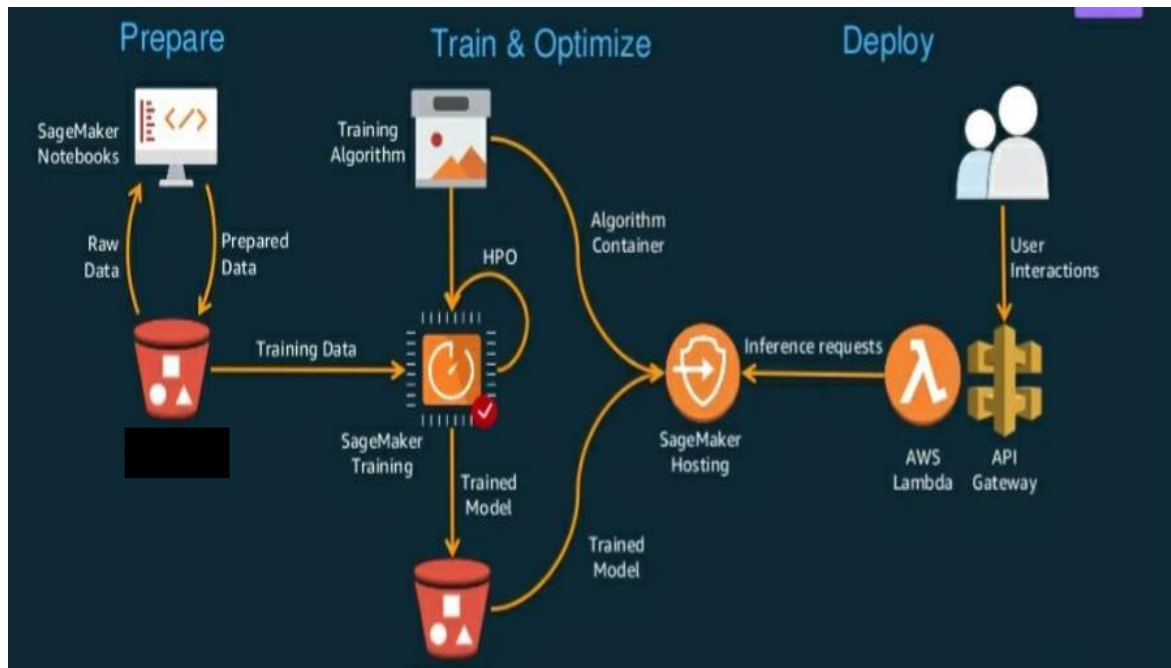 Prepare
Train & Optimize
Deploy
SageMaker
Notebooks
Training
Algorithm
Raw
Data
Prepared
Data
HPO
Algorithm
Container
User
Interactions
Training Data
Inference requests
SageMaker
Training
SageMaker
Hosting
AWS
Lambda
API
Gateway
Trained
Model
Trained
Model